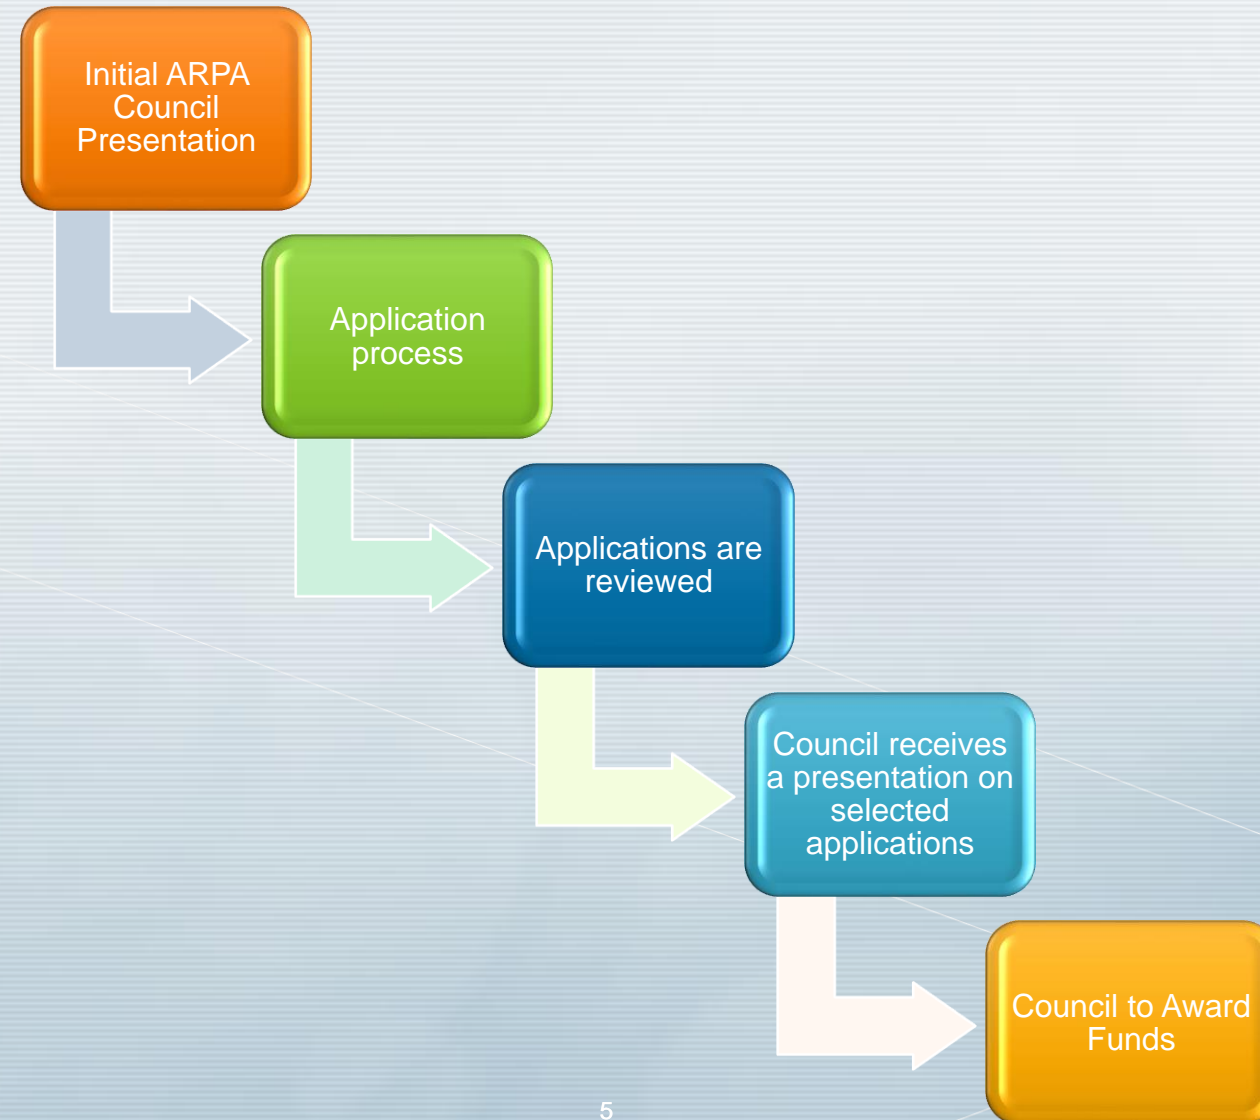 Initial ARPA
Council
Presentation
Application
process
Applications are
reviewed
Council receives
a presentation on
selected
applications
Council to Award
Funds
5